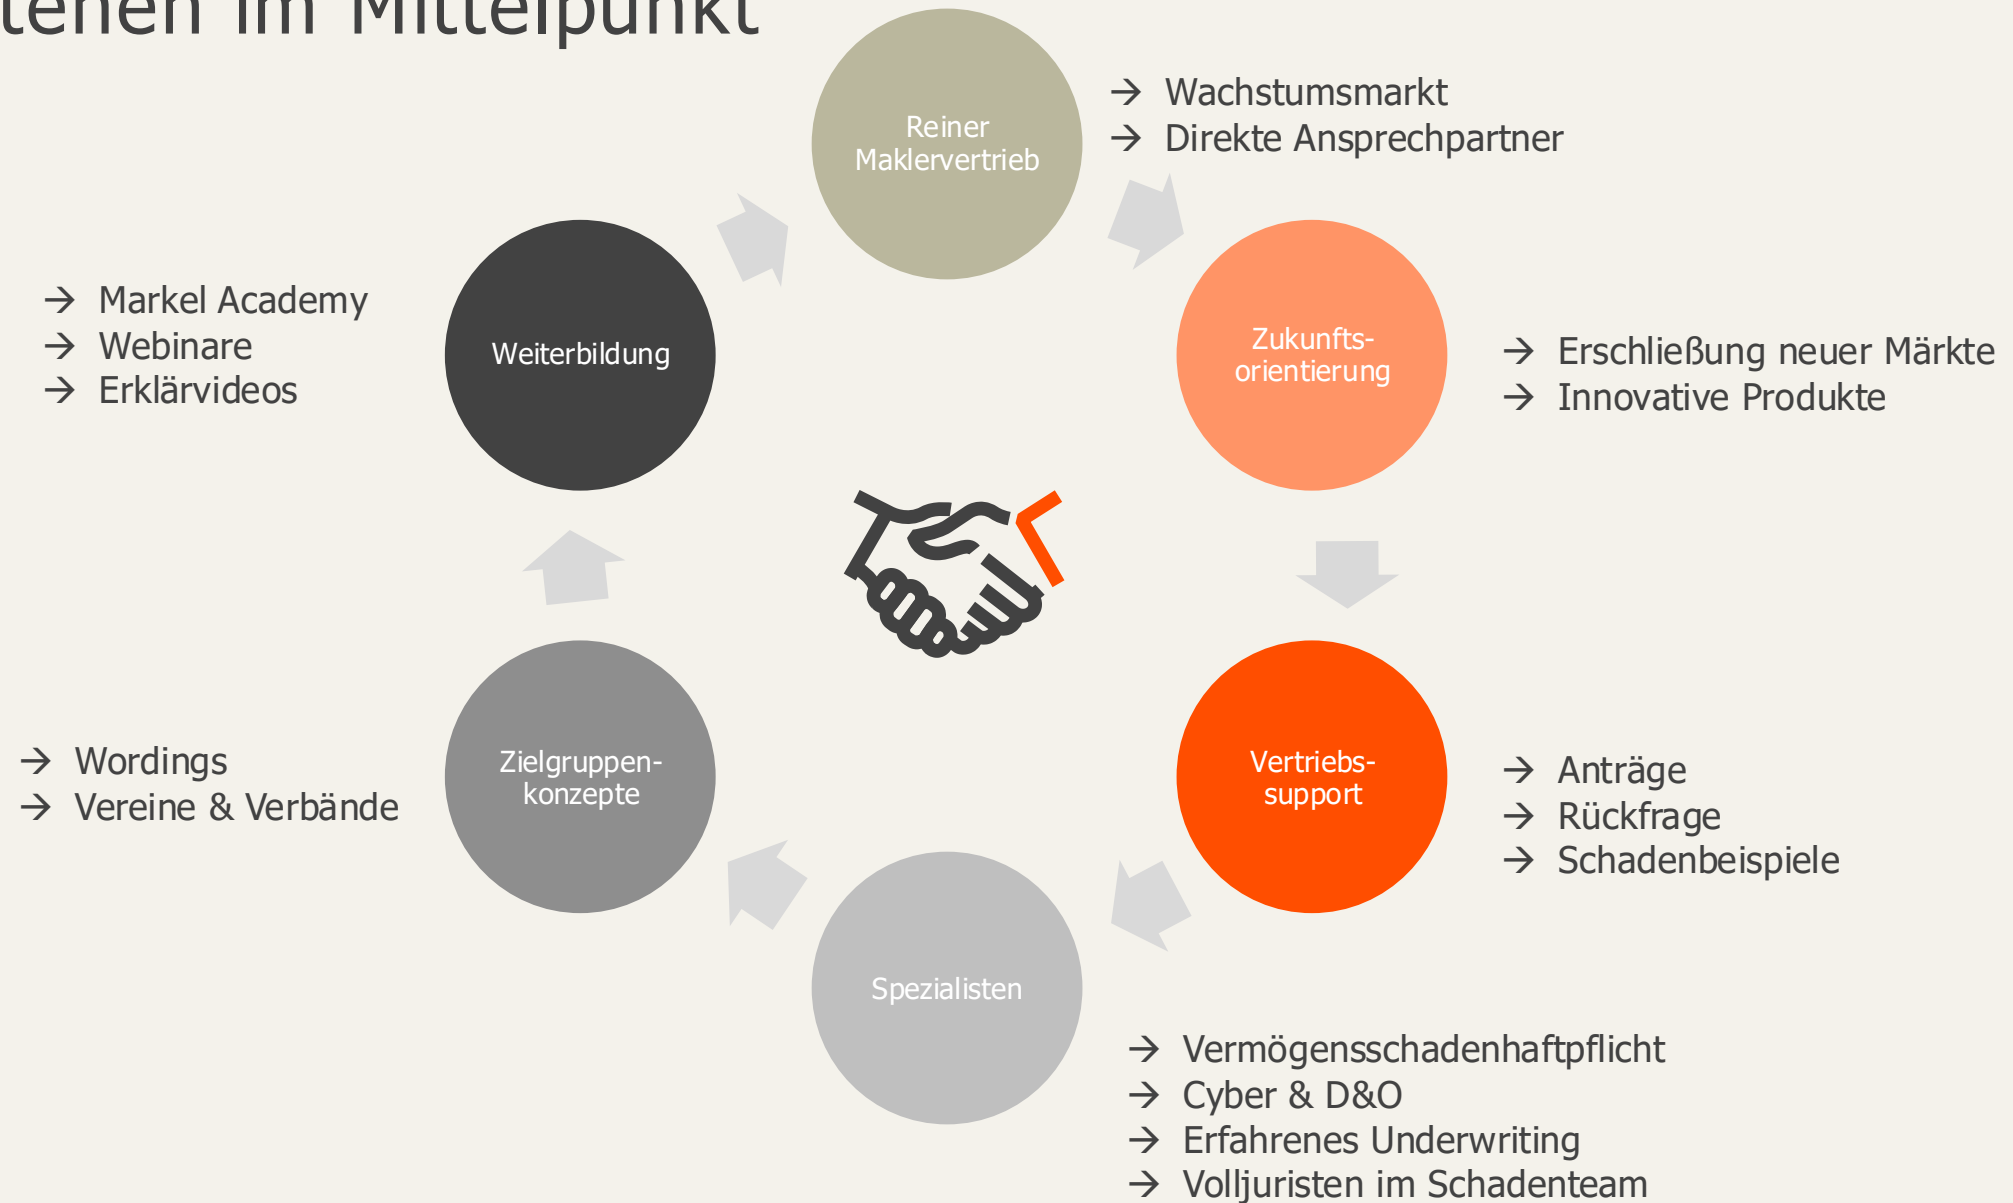 tehen im Mittelpunkt
Reiner
Maklervertrieb
→ Wachstumsmarkt
→ Direkte Ansprechpartner
Zukunfts-
orientierung
→ Erschließung neuer Märkte
→ Innovative Produkte
Vertriebs-
support
→ Anträge
→ Rückfrage
→ Schadenbeispiele
Spezialisten
→ Vermögensschadenhaftpflicht
→ Cyber & D&O
→ Erfahrenes Underwriting
→ Volljuristen im Schadenteam
Zielgruppen-
konzepte
→ Wordings
→ Vereine & Verbände
Weiterbildung
→ Markel Academy
→ Webinare
→ Erklärvideos